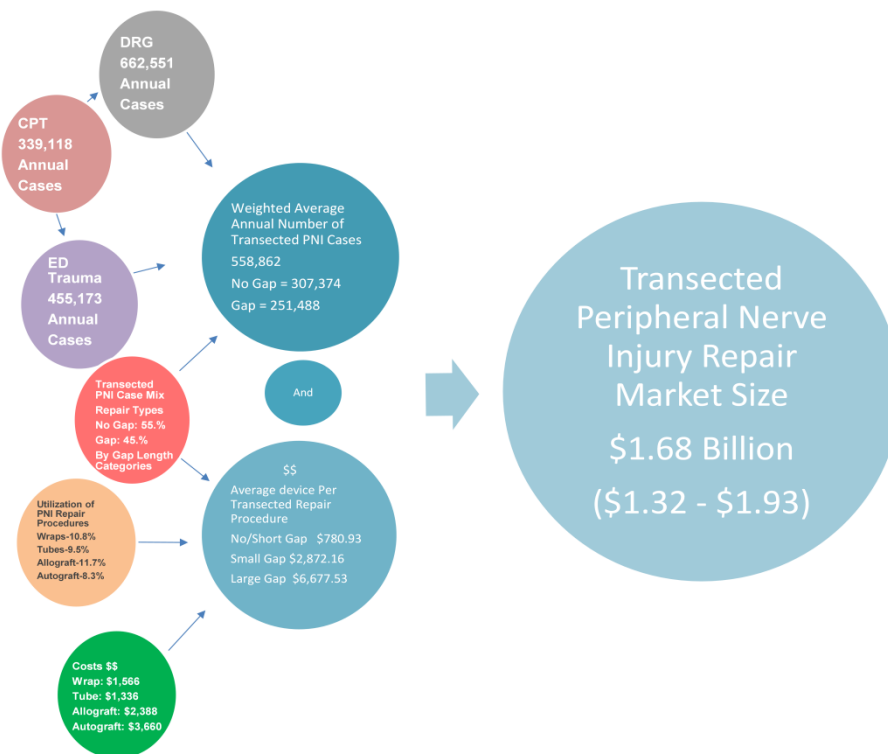 DRG
662,551
Annual
Cases
CPT
339,118
Annual
Cases
ED
Trauma
455,173
Annual
Cases
Weighted Average
Annual Number of
Transected PNI Cases
558,862
No Gap = 307,374
Gap = 251,488
Transected
PNI Case Mix
Repair Types
No Gap: 55.%
Gap: 45.%
By Gap Length
Categories
And
$$
Average device Per
Transected Repair
Procedure
No/Short Gap $780.93
Small Gap $2,872.16
Large Gap $6,677.53
Utilization of
PNI Repair
Procedures
Wraps-10.8%
Tubes-9.5%
Allograft-11.7%
Autograft-8.3%
Costs $$
Wrap: $1,566
Tube: $1,336
Allograft: $2,388
Autograft: $3,660
Transected
Peripheral Nerve
Injury Repair
Market Size
$1.68 Billion
($1.32 - $1.93)